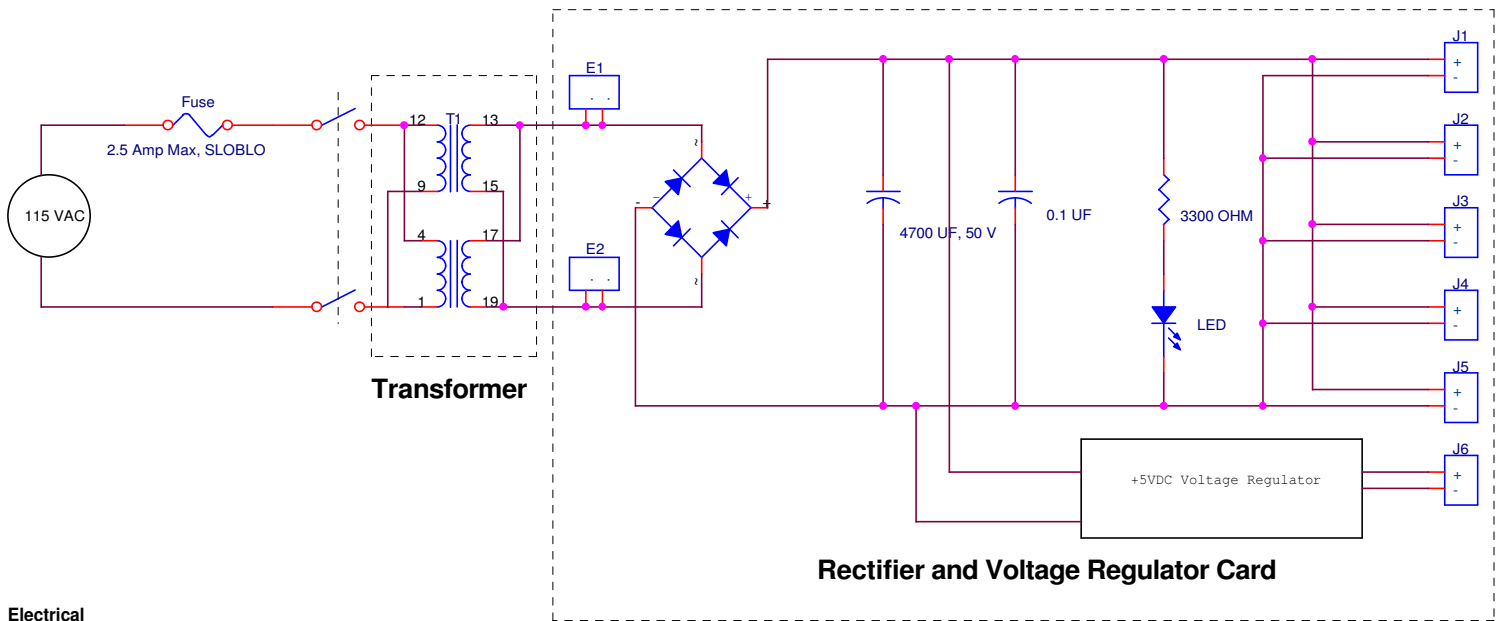 Fuse
2.5 Amp Max, SLOBLO
115 VAC
12
T1
13
9
15
4
17
1
19
Transformer
E1
E2
~
~
-
-
+
+
4700 UF, 50 V
0.1 UF
3300 OHM
LED
J1
+
-
J2
+
-
J3
+
-
J4
+
-
J5
+
-
J6
+
-
+5VDC Voltage Regulator
Rectifier and Voltage Regulator Card
Electrical